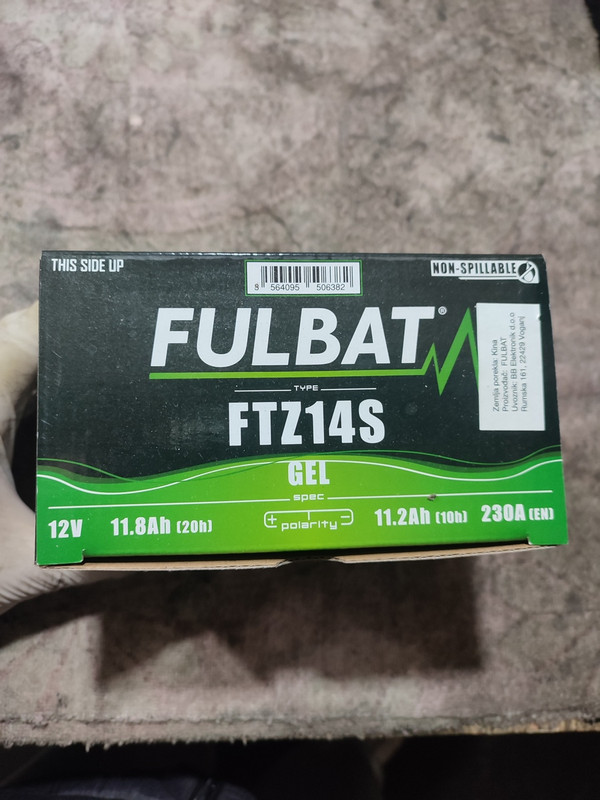 THIS SIDE UP
NON-SPILLABLE
8 564095 506382
FULBAT®
TYPE
FTZ14S
GEL
spec
12V 11.8Ah (20h) + polarity - 11.2Ah (10h) 230A (EN)
Zemlja porekla: Kina
Proizvođač: FULBAT
Uvoznik: BB Elektronik d.o.o
Rumska 161, 22429 Voganj